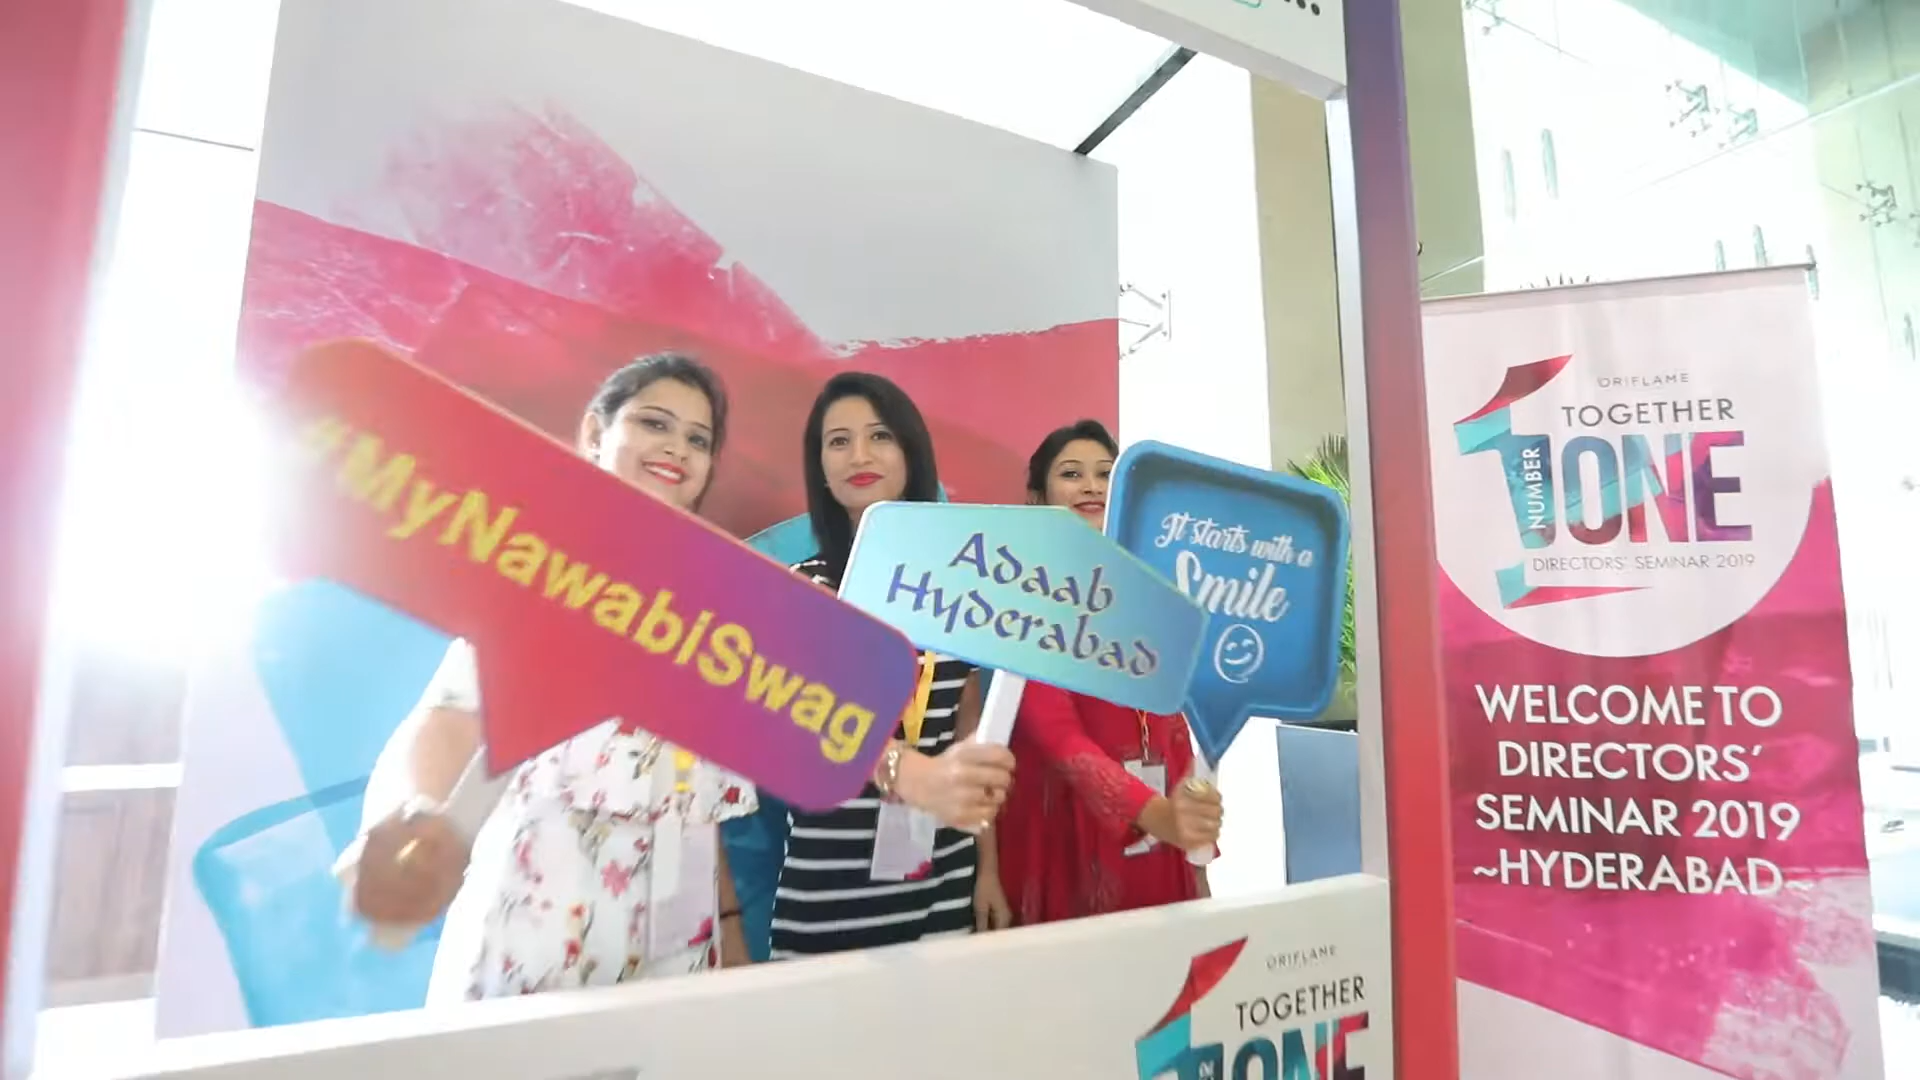 #MyNawabiSwag
Adaab
Hyderabad
It starts with a
Smile
ORIFLAME
TOGETHER
NUMBER
ONE
DIRECTORS' SEMINAR 2019
WELCOME TO
DIRECTORS'
SEMINAR 2019
~HYDERABAD~
ORIFLAME
TOGETHER
ONE